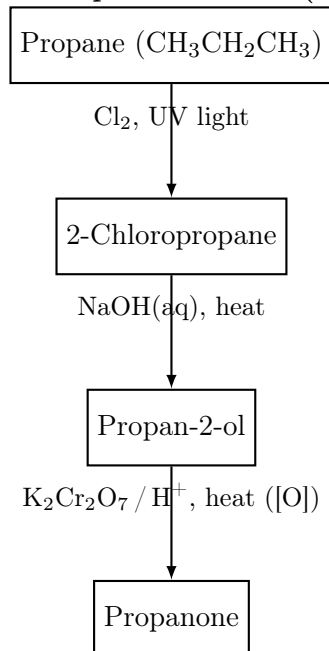 Propane (CH₃CH₂CH₃)
Cl₂, UV light
2-Chloropropane
NaOH(aq), heat
Propan-2-ol
K₂Cr₂O₇ / H⁺, heat ([O])
Propanone